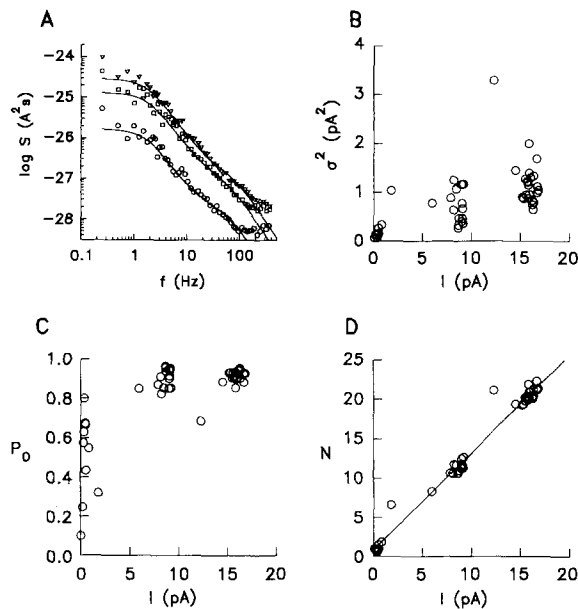 A
log S (A²s)
−24
−25
−26
−27
−28
0.1 1 10 100
f (Hz)
B
σ² (pA²)
4
3
2
1
0
0 5 10 15 20
I (pA)
C
P₀
1.0
0.8
0.6
0.4
0.2
0.0
0 5 10 15 20
I (pA)
D
N
25
20
15
10
5
0
0 5 10 15 20
I (pA)